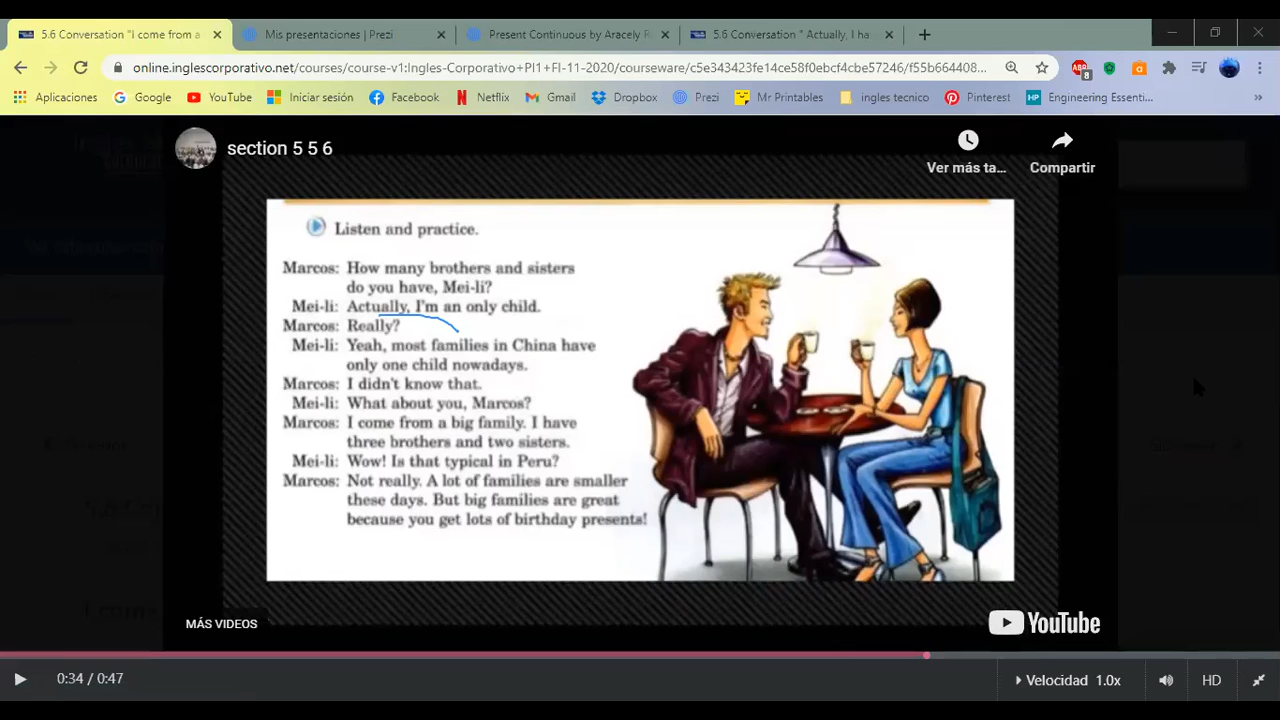 5.6 Conversation "I come from a
Mis presentaciones | Prezi
Present Continuous by Aracely R
5.6 Conversation " Actually, I ha
online.inglescorporativo.net/courses/course-v1:Ingles-Corporativo+PI1+FI-11-2020/courseware/c5e343423fe14ce58f0ebcf4cbe57246/f55b664408...
ABP
8
Aplicaciones
Google
YouTube
Iniciar sesión
Facebook
Netflix
Gmail
Dropbox
Prezi
Mr Printables
ingles tecnico
Pinterest
HP
Engineering Essenti...
»
section 5 5 6
Ver más ta...
Compartir
Listen and practice.
Marcos: How many brothers and sisters
do you have, Mei-li?
Mei-li: Actually, I'm an only child.
Marcos: Really?
Mei-li: Yeah, most families in China have
only one child nowadays.
Marcos: I didn't know that.
Mei-li: What about you, Marcos?
Marcos: I come from a big family. I have
three brothers and two sisters.
Mei-li: Wow! Is that typical in Peru?
Marcos: Not really. A lot of families are smaller
these days. But big families are great
because you get lots of birthday presents!
MÁS VIDEOS
YouTube
0:34 / 0:47
Velocidad 1.0x
HD